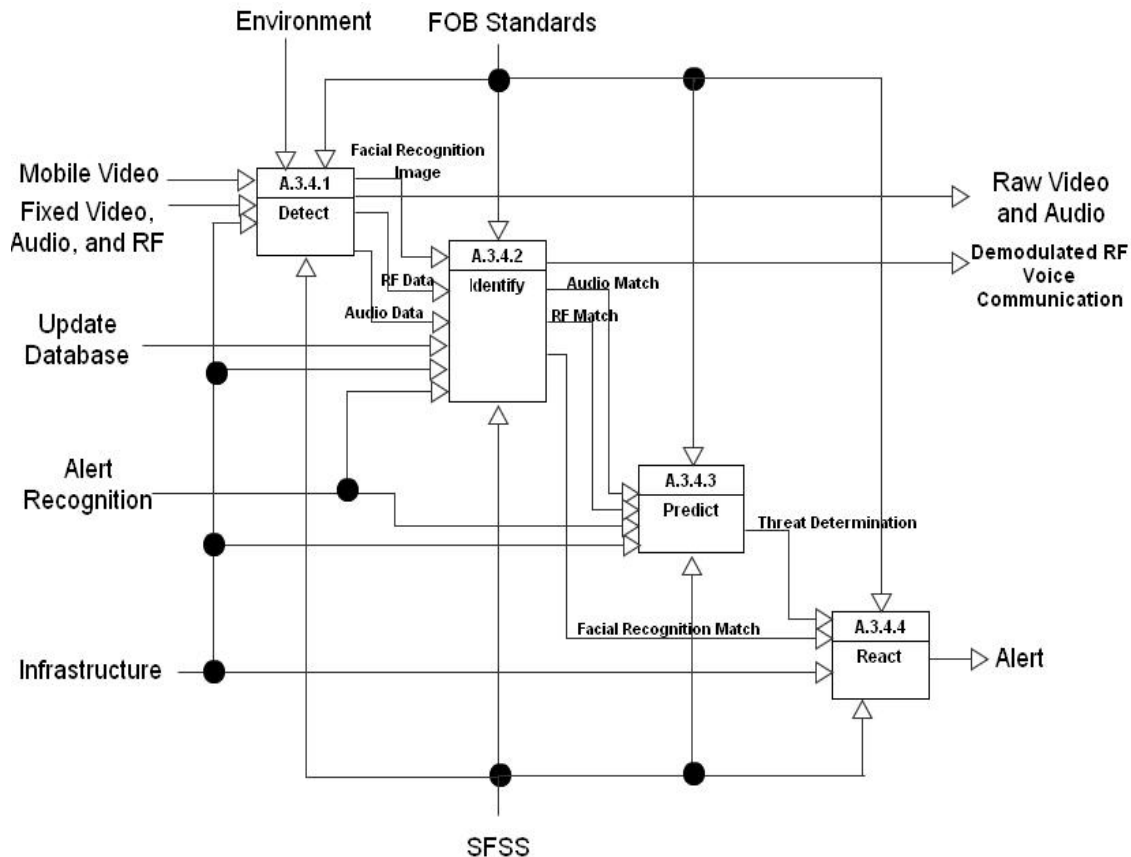 Environment
FOB Standards
Facial Recognition
Image
Mobile Video
A.3.4.1
Detect
Fixed Video,
Audio, and RF
Raw Video
and Audio
A.3.4.2
Identify
Demodulated RF
Voice
Communication
RF Data
Audio Data
Audio Match
RF Match
Update
Database
Alert
Recognition
A.3.4.3
Predict
Threat Determination
Facial Recognition Match
A.3.4.4
React
Infrastructure
Alert
SFSS